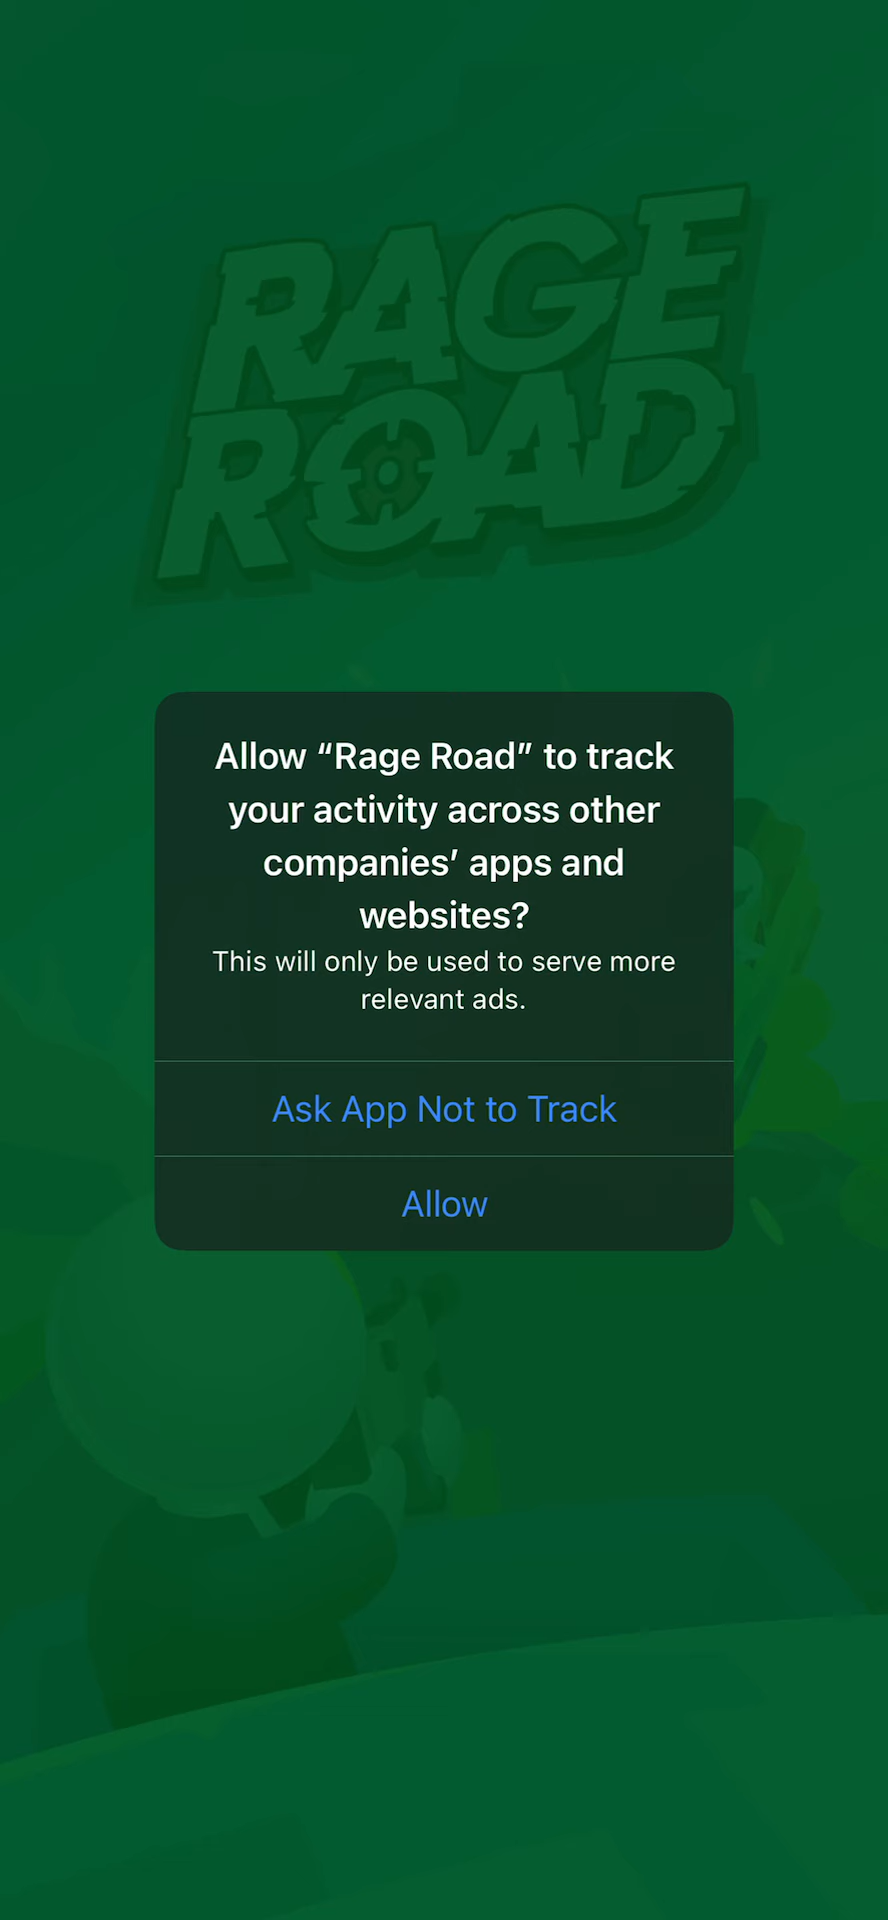 RAGE
ROAD
Allow “Rage Road” to track
your activity across other
companies’ apps and
websites?
This will only be used to serve more
relevant ads.
Ask App Not to Track
Allow